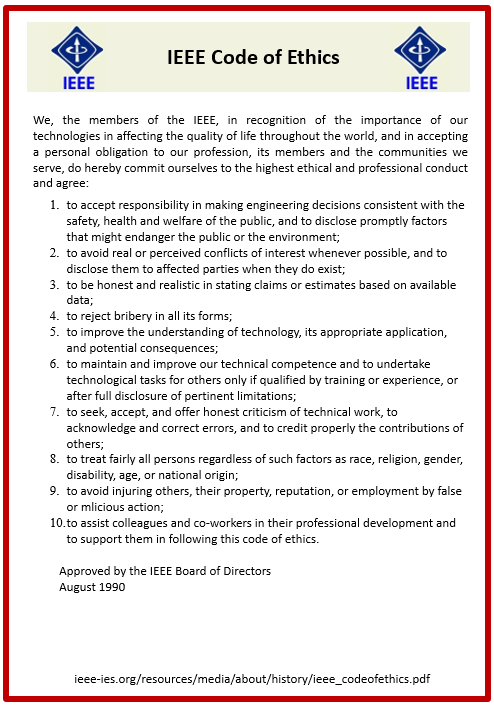 IEEE Code of Ethics
IEEE
IEEE
We, the members of the IEEE, in recognition of the importance of our
technologies in affecting the quality of life throughout the world, and in accepting
a personal obligation to our profession, its members and the communities we
serve, do hereby commit ourselves to the highest ethical and professional conduct
and agree:
1. to accept responsibility in making engineering decisions consistent with the
safety, health and welfare of the public, and to disclose promptly factors
that might endanger the public or the environment;
2. to avoid real or perceived conflicts of interest whenever possible, and to
disclose them to affected parties when they do exist;
3. to be honest and realistic in stating claims or estimates based on available
data;
4. to reject bribery in all its forms;
5. to improve the understanding of technology, its appropriate application,
and potential consequences;
6. to maintain and improve our technical competence and to undertake
technological tasks for others only if qualified by training or experience, or
after full disclosure of pertinent limitations;
7. to seek, accept, and offer honest criticism of technical work, to
acknowledge and correct errors, and to credit properly the contributions of
others;
8. to treat fairly all persons regardless of such factors as race, religion, gender,
disability, age, or national origin;
9. to avoid injuring others, their property, reputation, or employment by false
or mlicious action;
10.to assist colleagues and co-workers in their professional development and
to support them in following this code of ethics.
Approved by the IEEE Board of Directors
August 1990
ieee-ies.org/resources/media/about/history/ieee_codeofethics.pdf